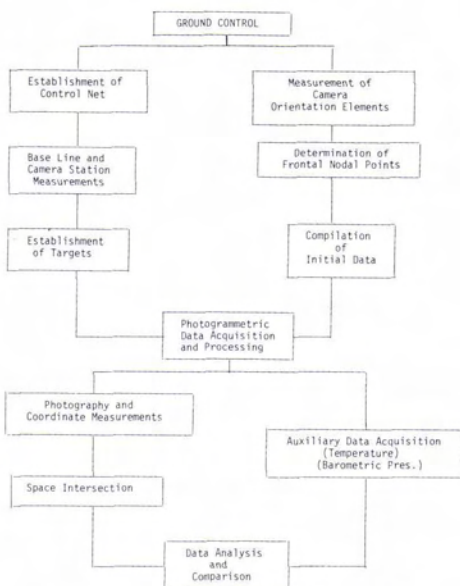 GROUND CONTROL
Establishment of
Control Net
Measurement of
Camera
Orientation Elements
Base Line and
Camera Station
Measurements
Determination of
Frontal Nodal Points
Establishment
of Targets
Compilation
of
Initial Data
Photogrammetric
Data Acquisition
and Processing
Photography and
Coordinate Measurements
Auxiliary Data Acquisition
(Temperature)
(Barometric Pres.)
Space Intersection
Data Analysis
and
Comparison